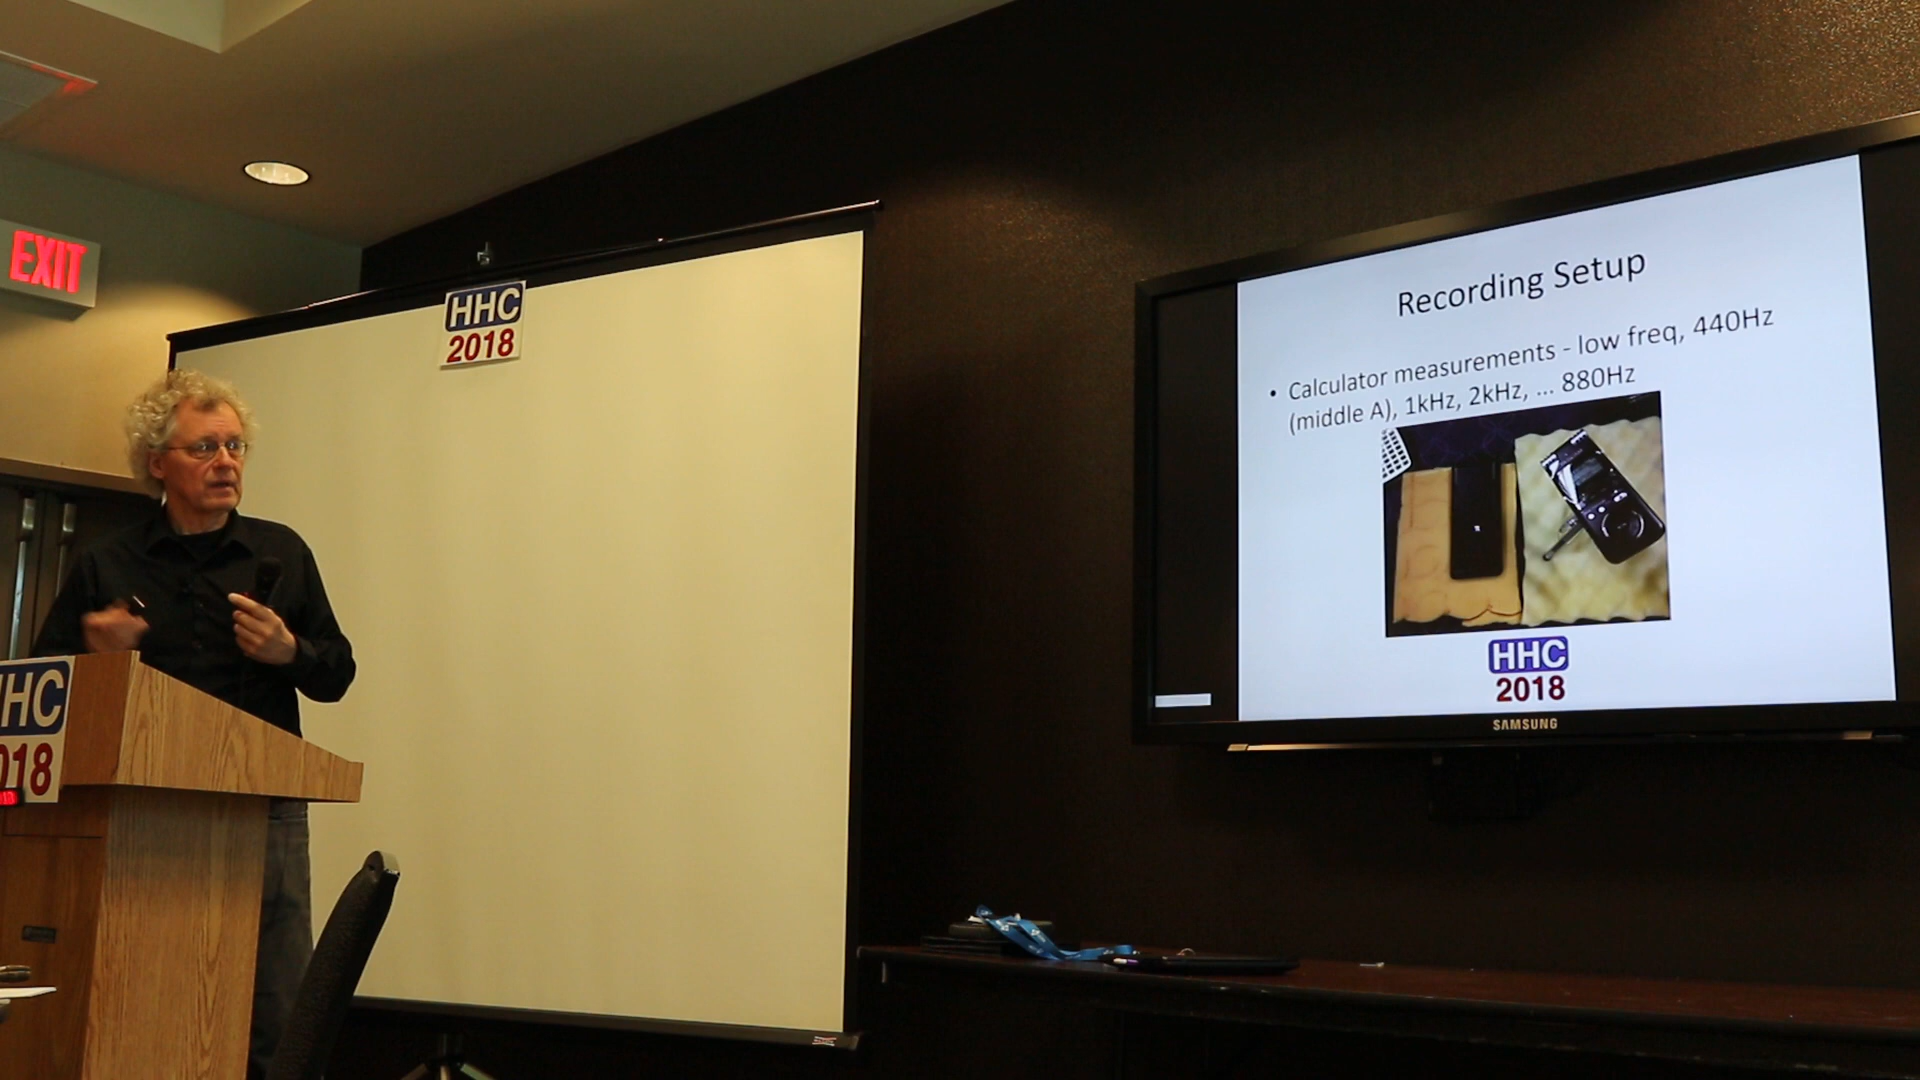 EXIT
HHC
2018
HHC
018
Recording Setup
• Calculator measurements - low freq, 440Hz
(middle A), 1kHz, 2kHz, ... 880Hz
HHC
2018
SAMSUNG